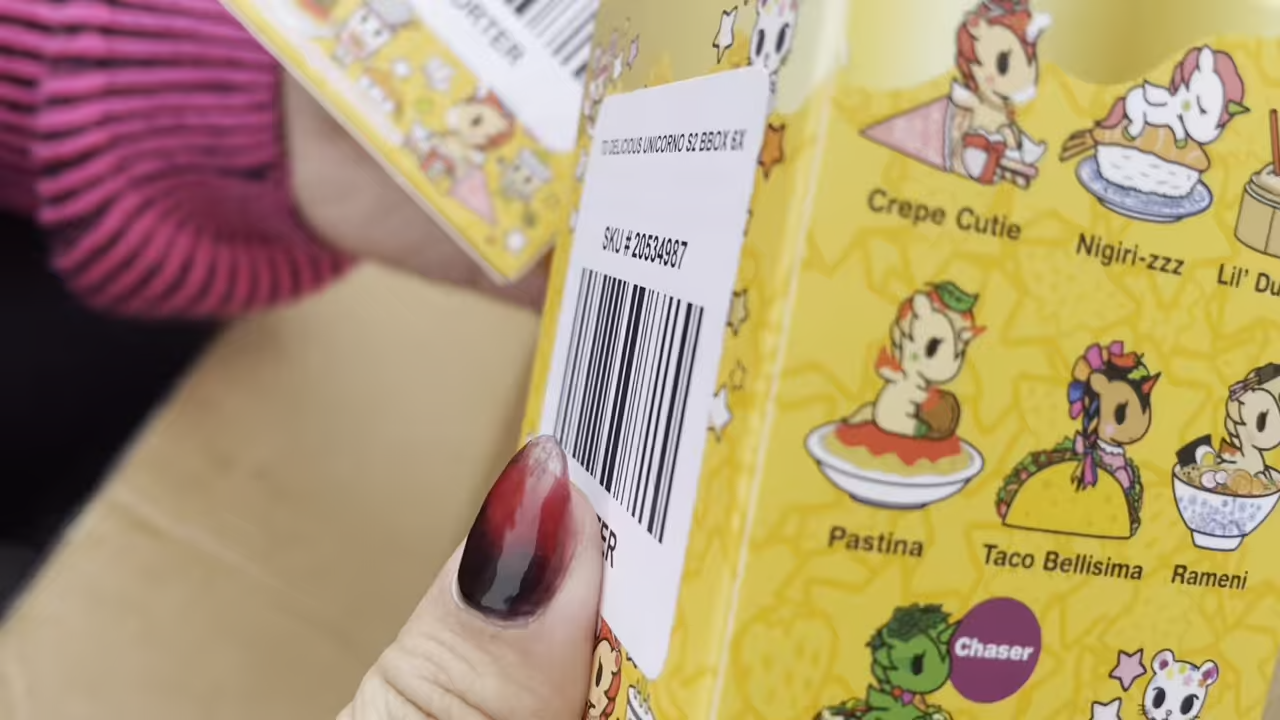 ORTER
TD DELICIOUS UNICORNO S2 BBOX 6X
SKU # 20534987
TER
Crepe Cutie
Nigiri-zzz
Lil' Du
Pastina
Taco Bellisima
Rameni
Chaser